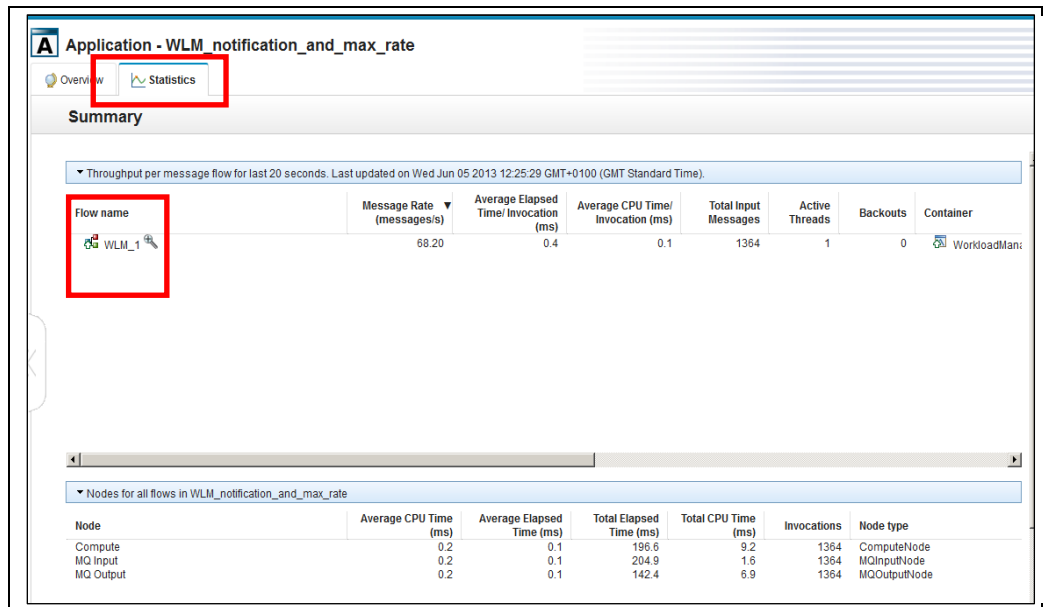 A Application - WLM_notification_and_max_rate
Overview Statistics
Summary
Throughput per message flow for last 20 seconds. Last updated on Wed Jun 05 2013 12:25:29 GMT+0100 (GMT Standard Time).
Flow name Message Rate ▼ (messages/s) Average Elapsed Time/ Invocation (ms) Average CPU Time/ Invocation (ms) Total Input Messages Active Threads Backouts Container
WLM_1 68.20 0.4 0.1 1364 1 0 WorkloadMana
Nodes for all flows in WLM_notification_and_max_rate
Node Average CPU Time (ms) Average Elapsed Time (ms) Total Elapsed Time (ms) Total CPU Time (ms) Invocations Node type
Compute 0.2 0.1 196.6 9.2 1364 ComputeNode
MQ Input 0.2 0.1 204.9 1.6 1364 MQInputNode
MQ Output 0.2 0.1 142.4 6.9 1364 MQOutputNode